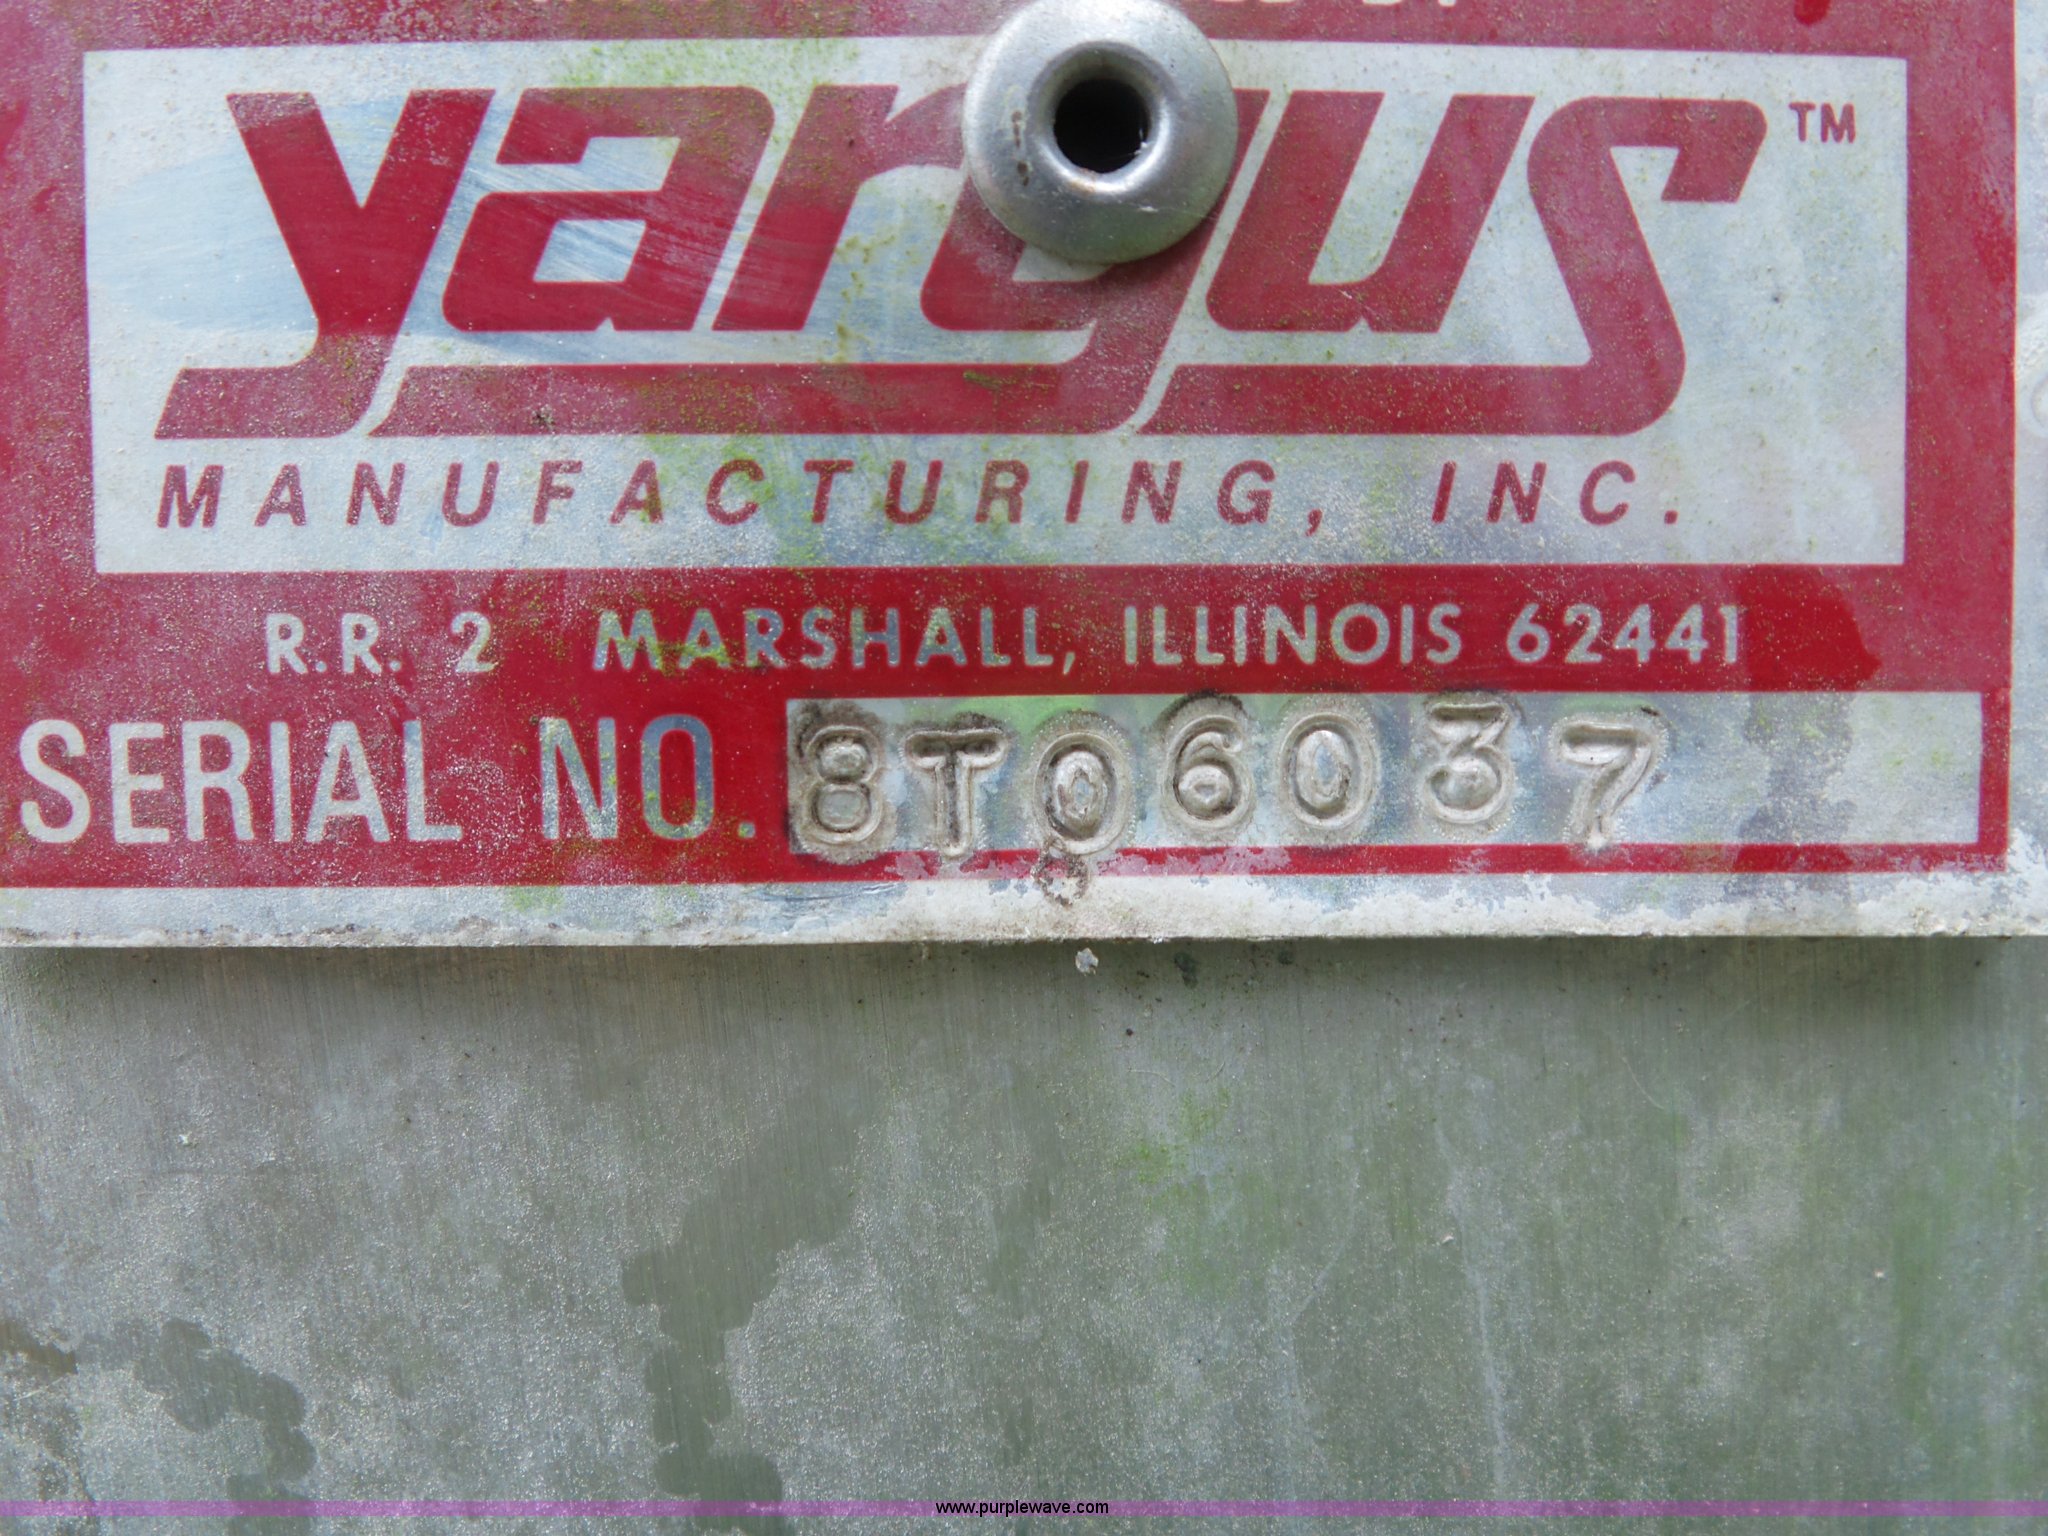 yargus™
MANUFACTURING, INC.
R.R. 2 MARSHALL, ILLINOIS 62441
SERIAL NO. 8T06037
www.purplewave.com